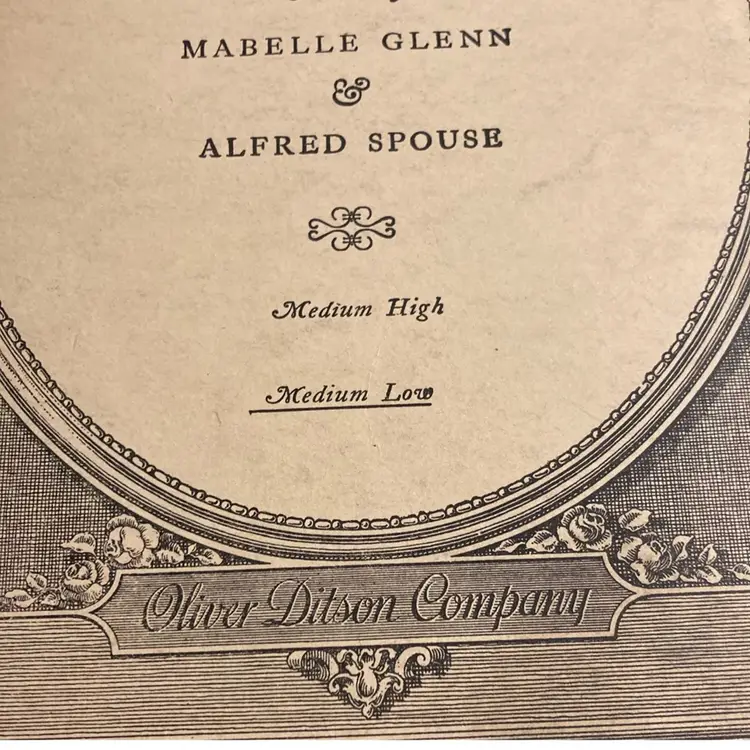 MABELLE GLENN
&
ALFRED SPOUSE
Medium High
Medium Low
Oliver Ditson Company